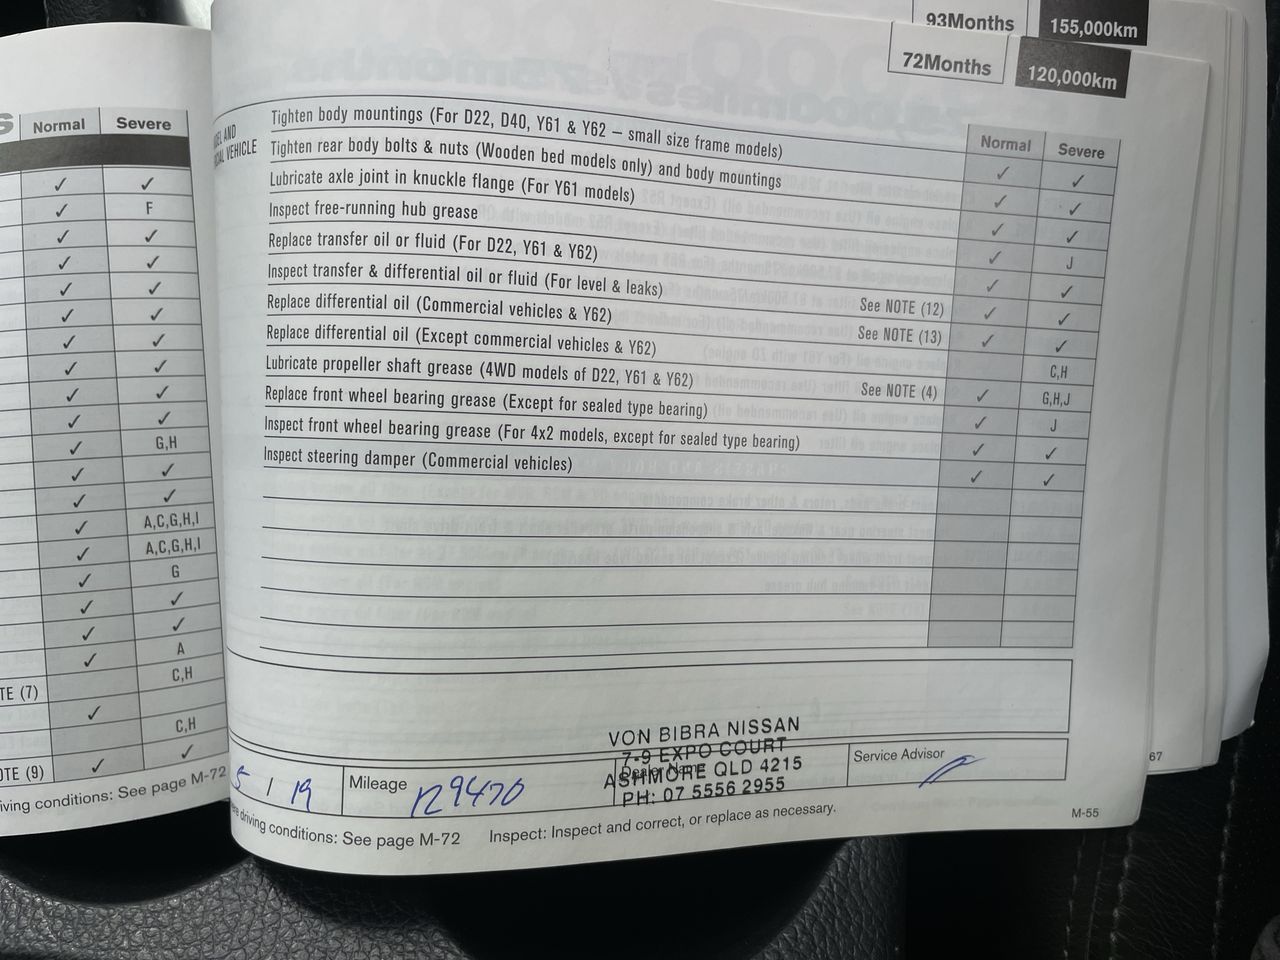 93Months 155,000km
72Months 120,000km
Normal Severe
F
G,H
A,C,G,H,I
A,C,G,H,I
G
A
C,H
TE (7)
C,H
OTE (9)
iving conditions: See page M-72
VEHICLE
Normal Severe
Tighten body mountings (For D22, D40, Y61 & Y62 – small size frame models) ✓ ✓
Tighten rear body bolts & nuts (Wooden bed models only) and body mountings ✓ ✓
Lubricate axle joint in knuckle flange (For Y61 models) ✓ ✓
Inspect free-running hub grease ✓ J
Replace transfer oil or fluid (For D22, Y61 & Y62) ✓ ✓
Inspect transfer & differential oil or fluid (For level & leaks) See NOTE (12) ✓ ✓
Replace differential oil (Commercial vehicles & Y62) See NOTE (13) ✓ ✓
Replace differential oil (Except commercial vehicles & Y62) C,H
Lubricate propeller shaft grease (4WD models of D22, Y61 & Y62) See NOTE (4) ✓ G,H,J
Replace front wheel bearing grease (Except for sealed type bearing) ✓ J
Inspect front wheel bearing grease (For 4x2 models, except for sealed type bearing) ✓ ✓
Inspect steering damper (Commercial vehicles) ✓ ✓
5 / 19
Mileage 129470
VON BIBRA NISSAN
7-9 EXPO COURT
ASHMORE QLD 4215
PH: 07 5556 2955
Dealer Name
Service Advisor
driving conditions: See page M-72 Inspect: Inspect and correct, or replace as necessary.
M-55
67